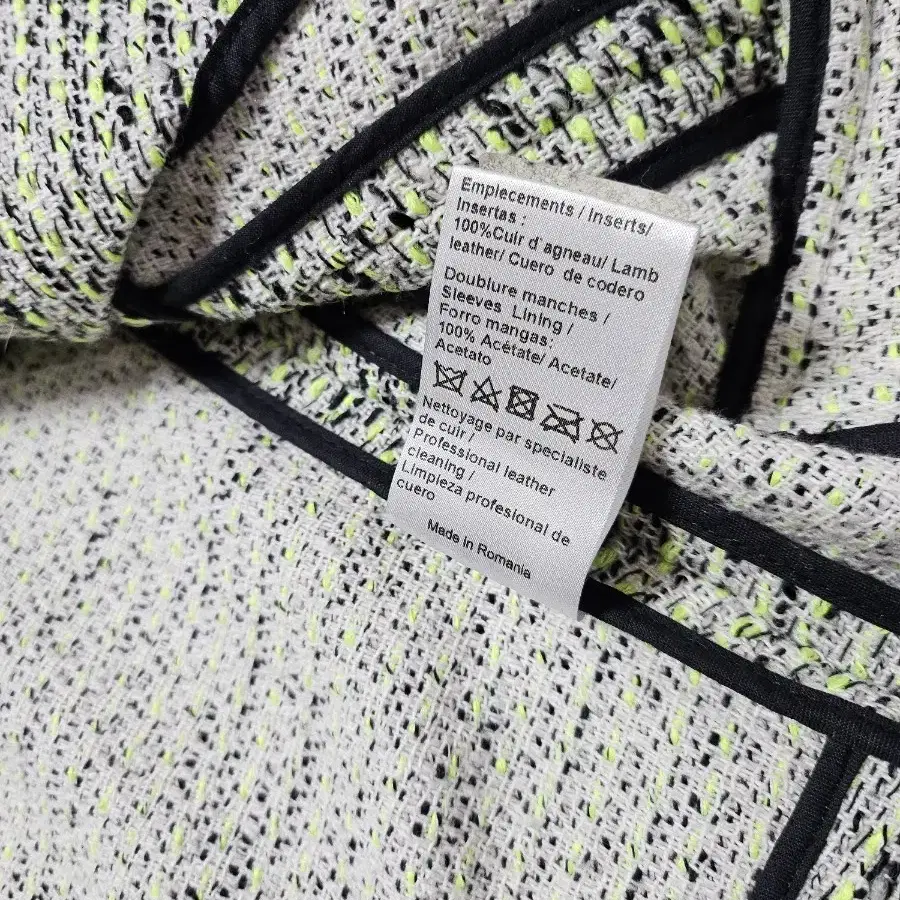 Emplecements / Inserts/
Insertas :
100%Cuir d'agneau/ Lamb
leather/ Cuero de codero
Doublure manches /
Sleeves Lining /
Forro mangas:
100% Acétate/ Acetate/
Acetato
Nettoyage par specialiste
de cuir /
Professional leather
cleaning /
Limpieza profesional de
cuero
Made in Romania